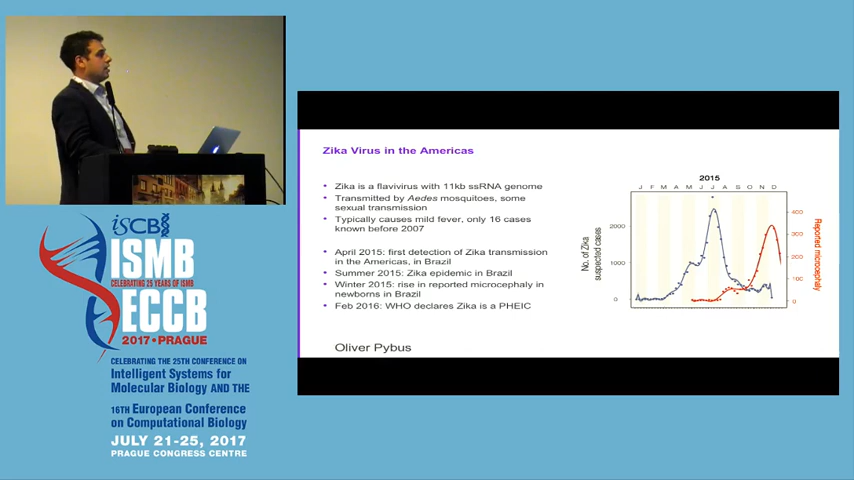 Zika Virus in the Americas
• Zika is a flavivirus with 11kb ssRNA genome
• Transmitted by Aedes mosquitoes, some
sexual transmission
• Typically causes mild fever, only 16 cases
known before 2007
• April 2015: first detection of Zika transmission
in the Americas, in Brazil
• Summer 2015: Zika epidemic in Brazil
• Winter 2015: rise in reported microcephaly in
newborns in Brazil
• Feb 2016: WHO declares Zika is a PHEIC
Oliver Pybus
2015
J F M A M J J A S O N D
No. of Zika
suspected cases
2000
1000
0
400
300
200
100
0
Reported microcephaly
iSCB
ISMB
CELEBRATING 25 YEARS OF ISMB
ECCB
2017 • PRAGUE
CELEBRATING THE 25TH CONFERENCE ON
Intelligent Systems for
Molecular Biology AND THE
16TH European Conference
on Computational Biology
JULY 21-25, 2017
PRAGUE CONGRESS CENTRE